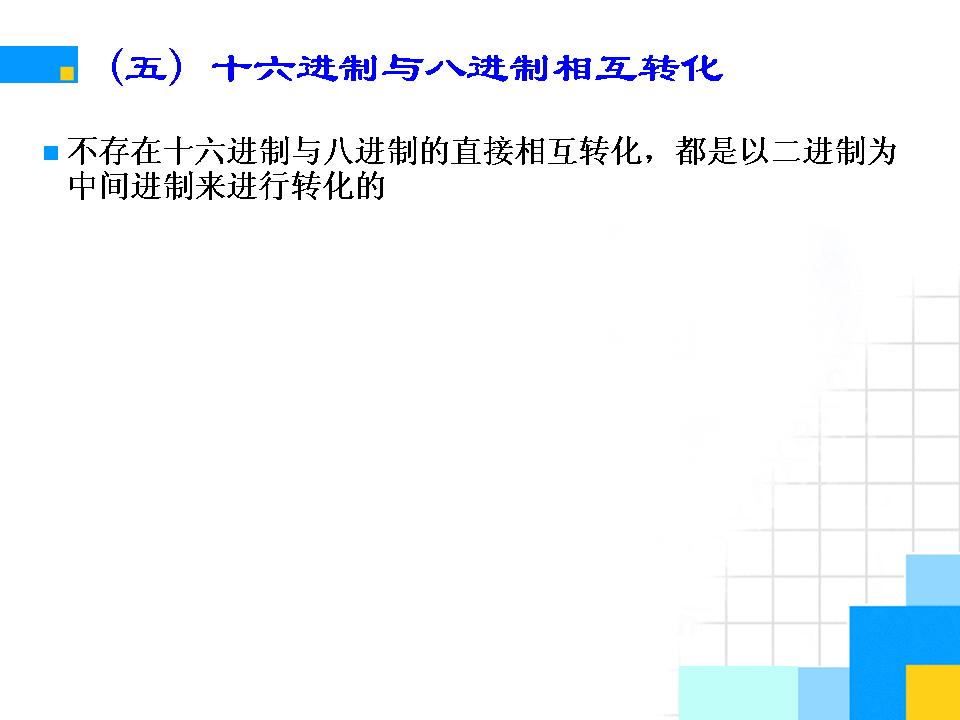 （五）十六进制与八进制相互转化
不存在十六进制与八进制的直接相互转化，都是以二进制为
中间进制来进行转化的